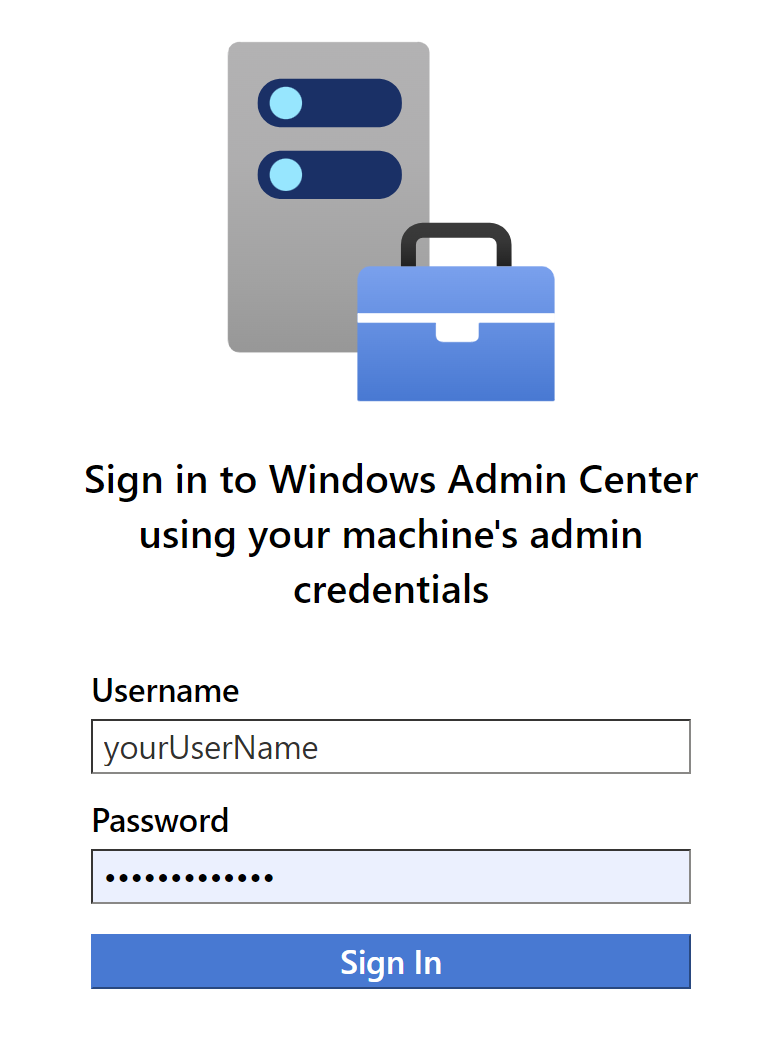 Sign in to Windows Admin Center
using your machine's admin
credentials
Username
yourUserName
Password
•••••••••••••
Sign In